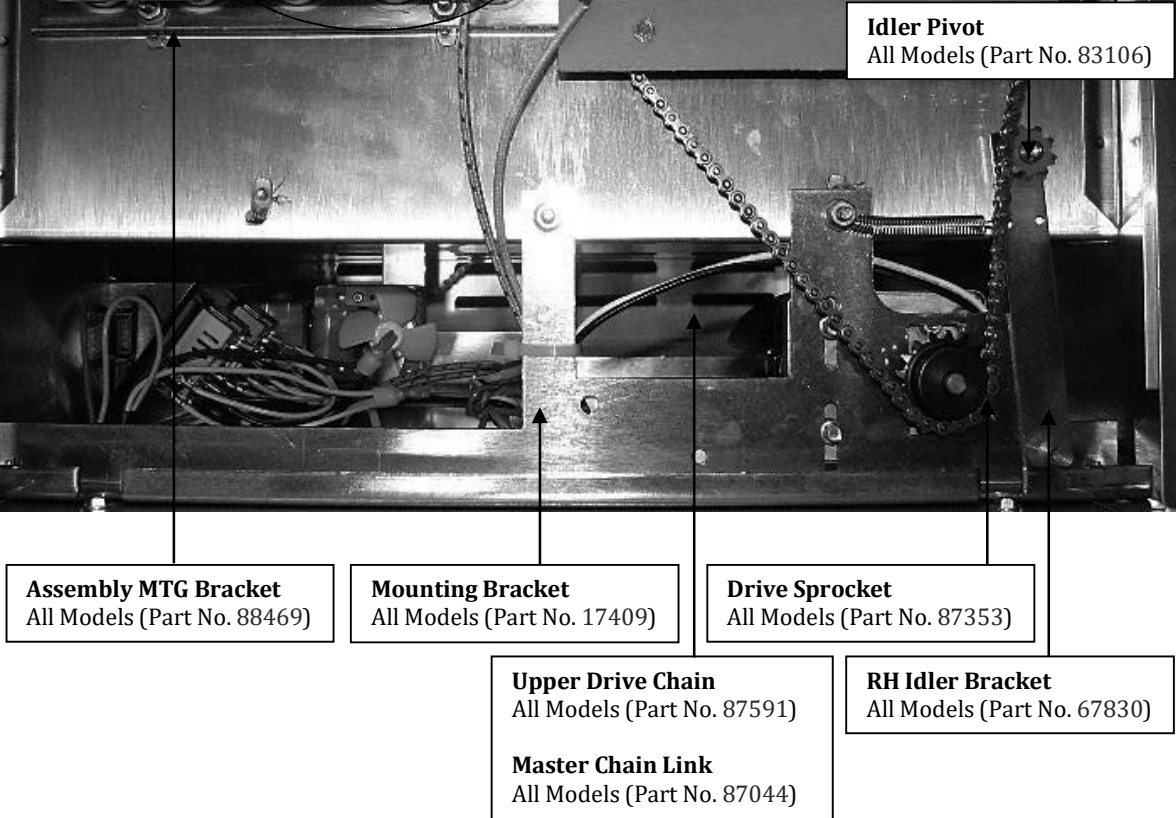 Idler Pivot
All Models (Part No. 83106)
Assembly MTG Bracket
All Models (Part No. 88469)
Mounting Bracket
All Models (Part No. 17409)
Drive Sprocket
All Models (Part No. 87353)
Upper Drive Chain
All Models (Part No. 87591)
Master Chain Link
All Models (Part No. 87044)
RH Idler Bracket
All Models (Part No. 67830)